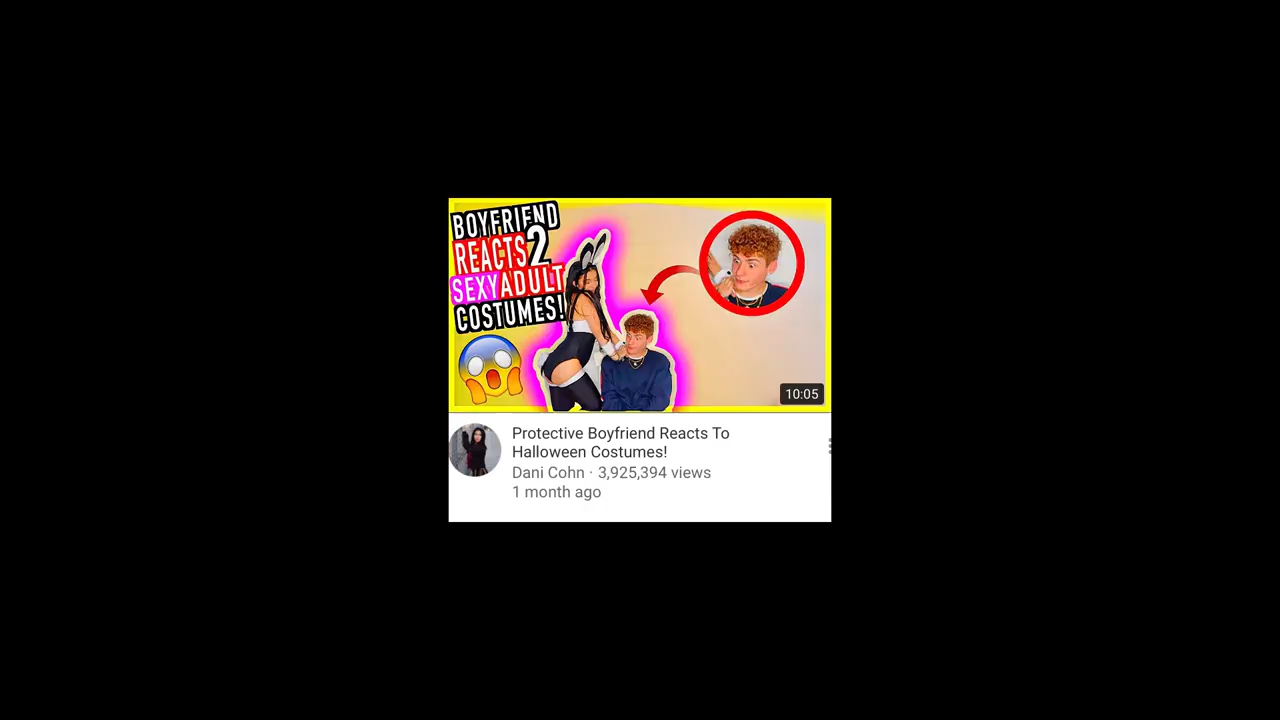 BOYFRIEND
REACTS 2
SEXY ADULT
COSTUMES!
10:05
Protective Boyfriend Reacts To
Halloween Costumes!
Dani Cohn · 3,925,394 views
1 month ago